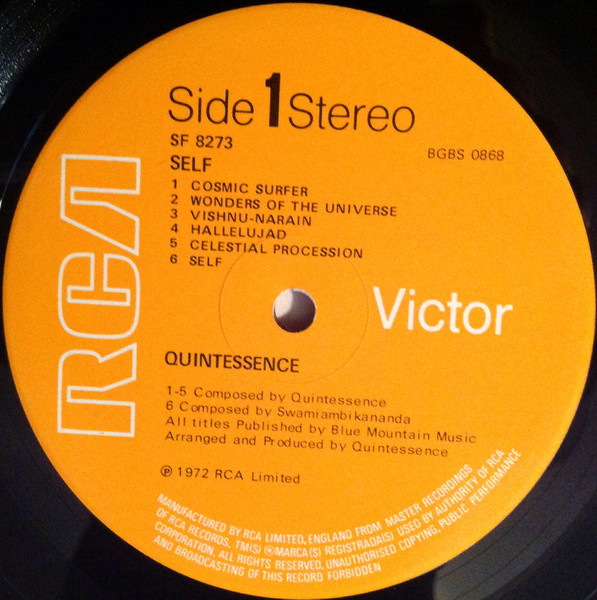 Side 1 Stereo
SF 8273
BGBS 0868
SELF
1 COSMIC SURFER
2 WONDERS OF THE UNIVERSE
3 VISHNU-NARAIN
4 HALLELUJAD
5 CELESTIAL PROCESSION
6 SELF
RCA
Victor
QUINTESSENCE
1-5 Composed by Quintessence
6 Composed by Swamiambikananda
All titles Published by Blue Mountain Music
Arranged and Produced by Quintessence
℗ 1972 RCA Limited
MANUFACTURED BY RCA LIMITED, ENGLAND FROM MASTER RECORDINGS
OF RCA RECORDS, TM(S) ® MARCA(S) REGISTRADA(S) USED BY AUTHORITY OF RCA
CORPORATION. ALL RIGHTS RESERVED. UNAUTHORISED COPYING, PUBLIC PERFORMANCE
AND BROADCASTING OF THIS RECORD FORBIDDEN